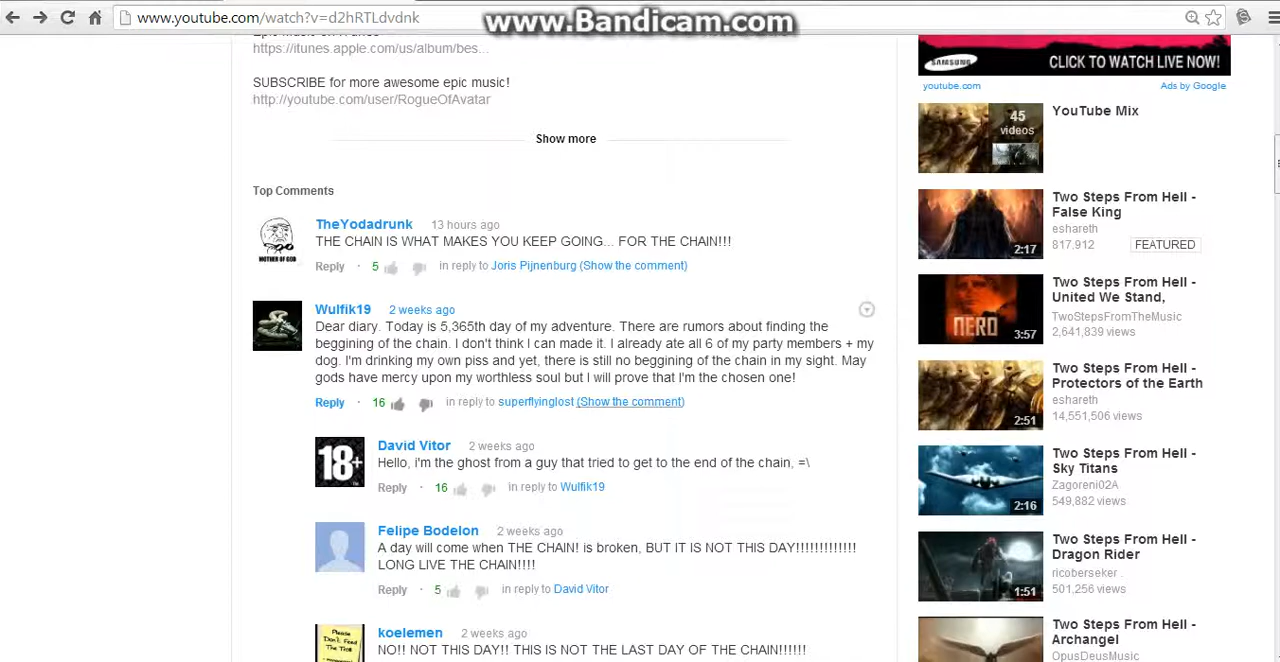 www.youtube.com/watch?v=d2hRTLdvdnk
www.Bandicam.com
https://itunes.apple.com/us/album/bes...
SUBSCRIBE for more awesome epic music!
http://youtube.com/user/RogueOfAvatar
Show more
Top Comments
TheYodadrunk 13 hours ago
THE CHAIN IS WHAT MAKES YOU KEEP GOING... FOR THE CHAIN!!!
MOTHER OF GOD
Reply · 5 in reply to Joris Pijnenburg (Show the comment)
Wulfik19 2 weeks ago
Dear diary. Today is 5,365th day of my adventure. There are rumors about finding the
beggining of the chain. I don't think I can made it. I already ate all 6 of my party members + my
dog. I'm drinking my own piss and yet, there is still no beggining of the chain in my sight. May
gods have mercy upon my worthless soul but I will prove that I'm the chosen one!
Reply · 16 in reply to superflyinglost (Show the comment)
18+
David Vitor 2 weeks ago
Hello, i'm the ghost from a guy that tried to get to the end of the chain, =\
Reply · 16 in reply to Wulfik19
Felipe Bodelon 2 weeks ago
A day will come when THE CHAIN! is broken, BUT IT IS NOT THIS DAY!!!!!!!!!!!!!
LONG LIVE THE CHAIN!!!!
Reply · 5 in reply to David Vitor
Please
Don't Feed
The Troll
koelemen 2 weeks ago
NO!! NOT THIS DAY!! THIS IS NOT THE LAST DAY OF THE CHAIN!!!!!!
SAMSUNG
CLICK TO WATCH LIVE NOW!
youtube.com Ads by Google
45
videos
YouTube Mix
2:17
Two Steps From Hell -
False King
eshareth
817.912 FEATURED
NERO
3:57
Two Steps From Hell -
United We Stand,
TwoStepsFromTheMusic
2,641,839 views
2:51
Two Steps From Hell -
Protectors of the Earth
eshareth
14,551,506 views
2:16
Two Steps From Hell -
Sky Titans
Zagoreni02A
549,882 views
1:51
Two Steps From Hell -
Dragon Rider
ricoberseker .
501,256 views
Two Steps From Hell -
Archangel
OpusDeusMusic